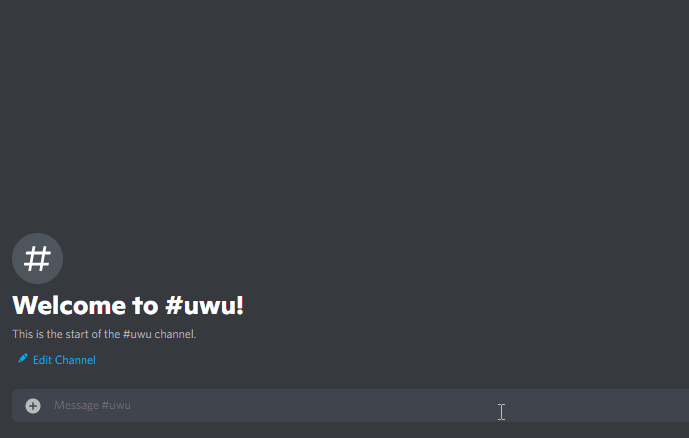 #
Welcome to #uwu!
This is the start of the #uwu channel.
Edit Channel
Message #uwu